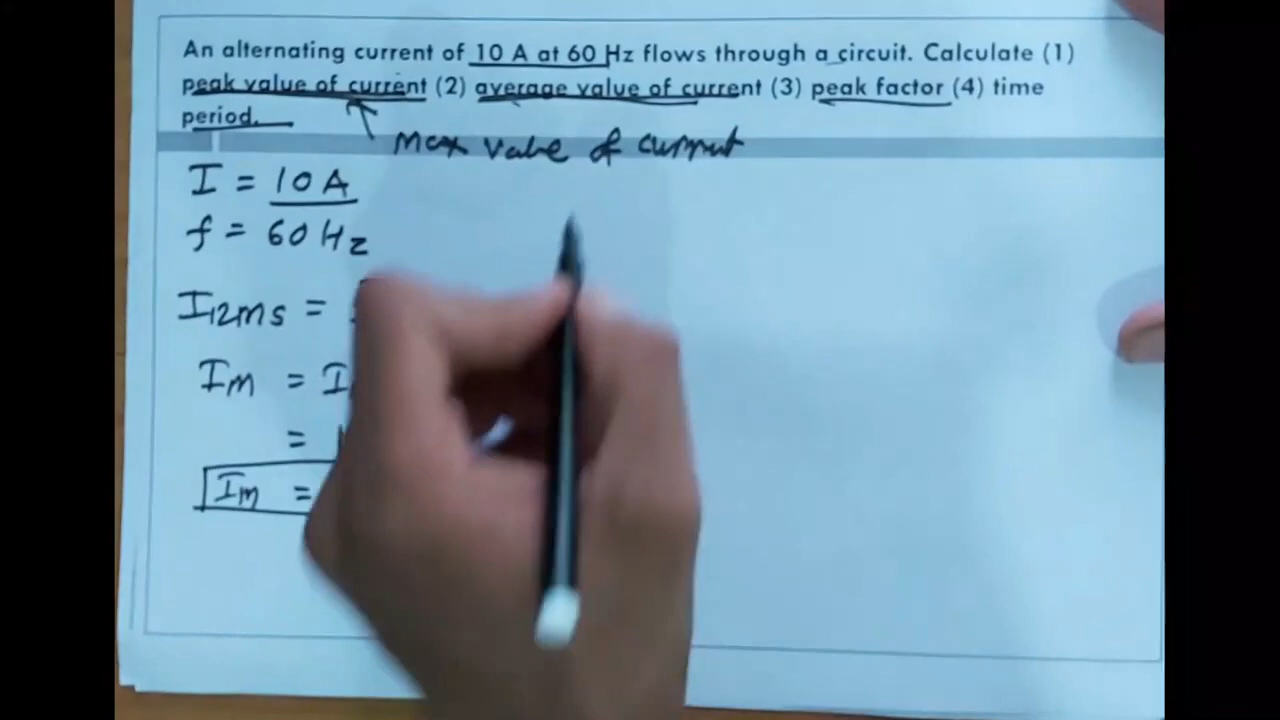 An alternating current of 10 A at 60 Hz flows through a circuit. Calculate (1)
peak value of current (2) average value of current (3) peak factor (4) time
period.
Max value of current
I = 10 A
f = 60 Hz
Irms =
Im = I
=
Im =